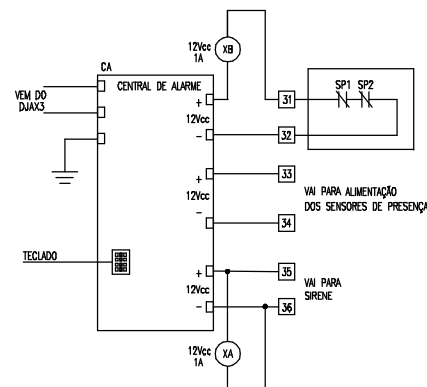 12Vcc
1A
XB
CA
CENTRAL DE ALARME
VEM DO
DJAX3
+
12Vcc
-
31
32
SP1 SP2
+
12Vcc
-
33
34
VAI PARA ALIMENTAÇÃO
DOS SENSORES DE PRESENÇA
TECLADO
+
12Vcc
-
35
36
VAI PARA
SIRENE
12Vcc
1A
XA